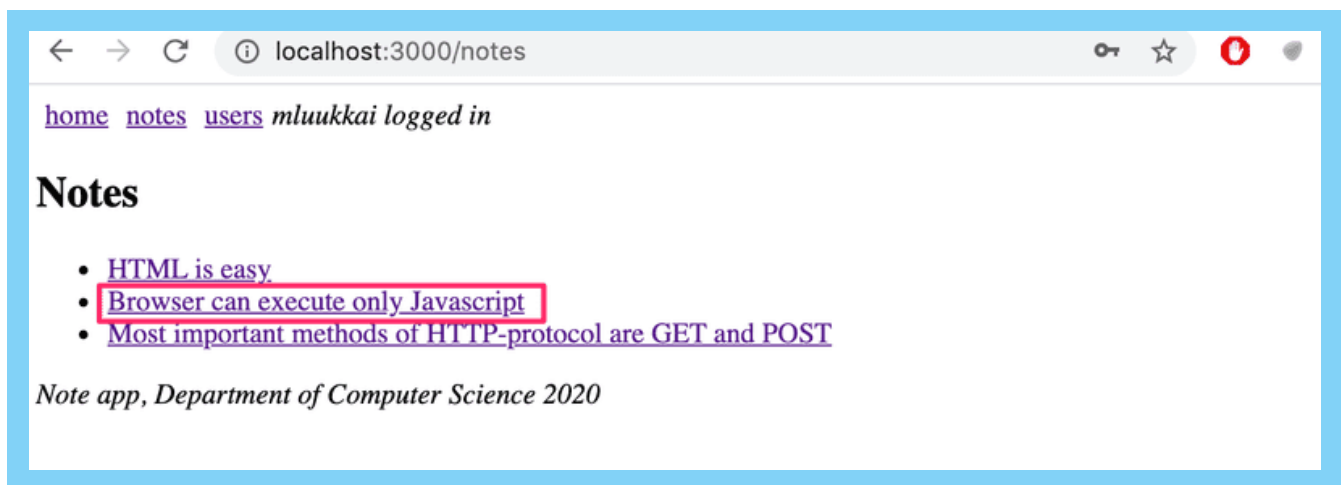 localhost:3000/notes
home notes users mluukkai logged in
Notes
HTML is easy
Browser can execute only Javascript
Most important methods of HTTP-protocol are GET and POST
Note app, Department of Computer Science 2020